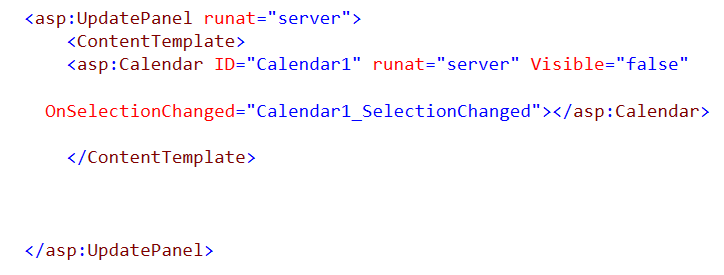 <asp:UpdatePanel runat="server">
<ContentTemplate>
<asp:Calendar ID="Calendar1" runat="server" Visible="false"
OnSelectionChanged="Calendar1_SelectionChanged"></asp:Calendar>
</ContentTemplate>
</asp:UpdatePanel>